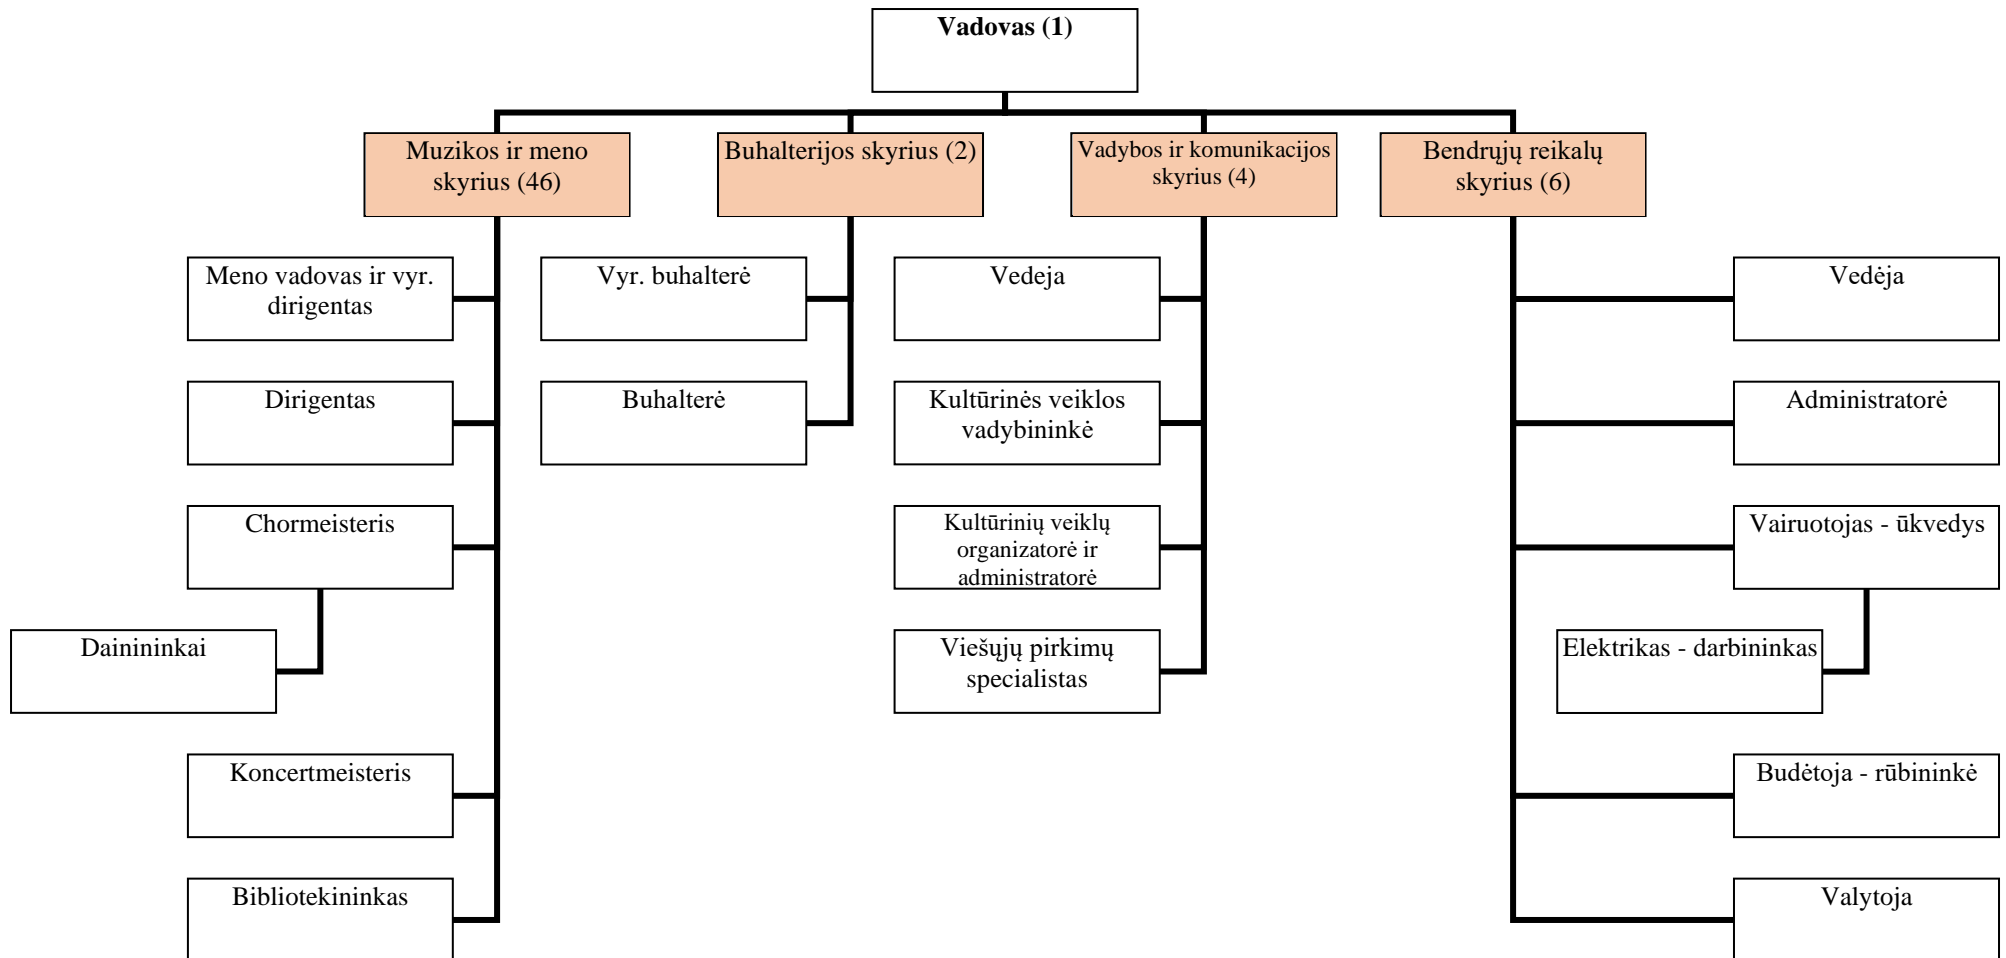 Vadovas (1)
Muzikos ir meno
skyrius (46)
Buhalterijos skyrius (2)
Vadybos ir komunikacijos
skyrius (4)
Bendrųjų reikalų
skyrius (6)
Meno vadovas ir vyr.
dirigentas
Vyr. buhalterė
Vedeja
Vedėja
Dirigentas
Buhalterė
Kultūrinės veiklos
vadybininkė
Administratorė
Chormeisteris
Kultūrinių veiklų
organizatorė ir
administratorė
Vairuotojas - ūkvedys
Dainininkai
Viešųjų pirkimų
specialistas
Elektrikas - darbininkas
Koncertmeisteris
Budėtoja - rūbininkė
Bibliotekininkas
Valytoja